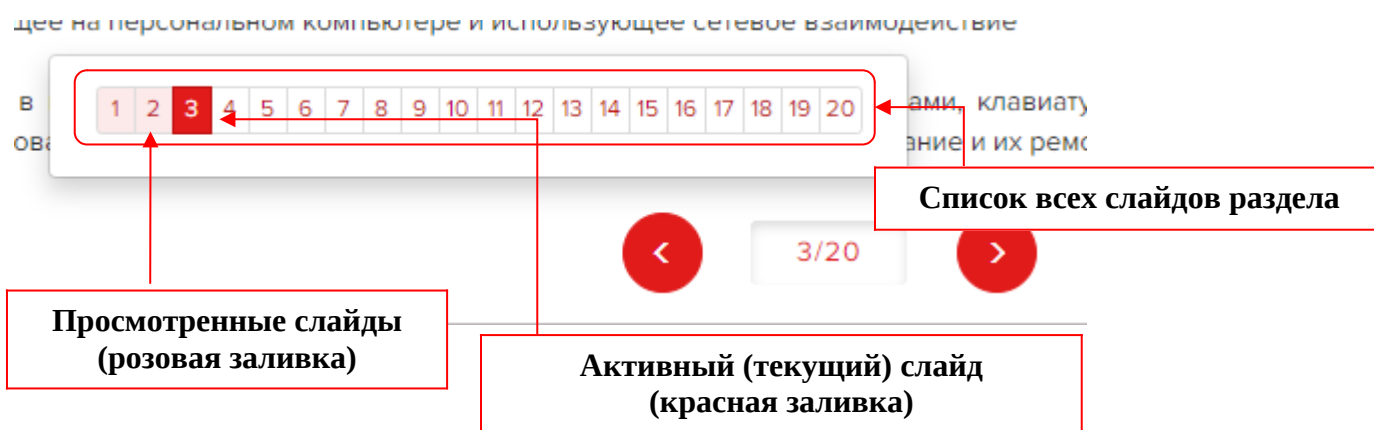 щее на персональном компьютере и использующее сетевое взаимодействие
в
1 2 3 4 5 6 7 8 9 10 11 12 13 14 15 16 17 18 19 20
ами, клавиату
ова
ание и их ремо
Список всех слайдов раздела
< 3/20 >
Просмотренные слайды
(розовая заливка)
Активный (текущий) слайд
(красная заливка)